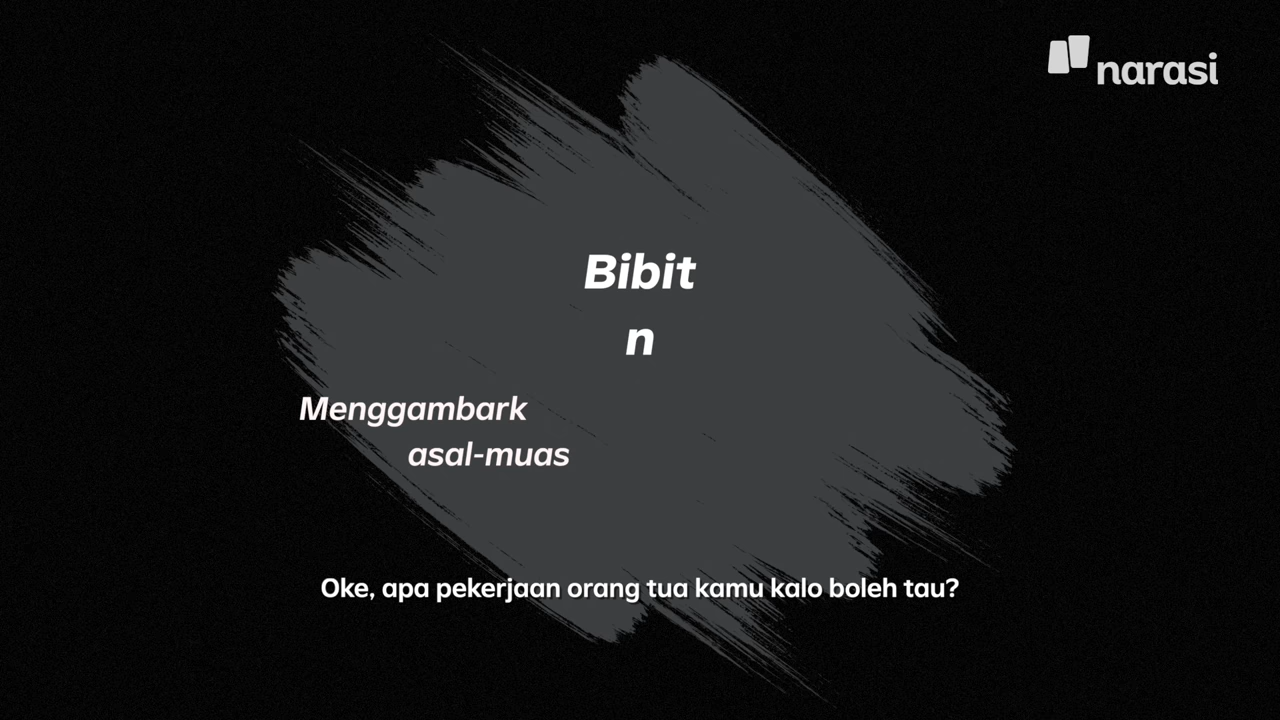 narasi
Bibit
n
Menggambark
asal-muas
Oke, apa pekerjaan orang tua kamu kalo boleh tau?